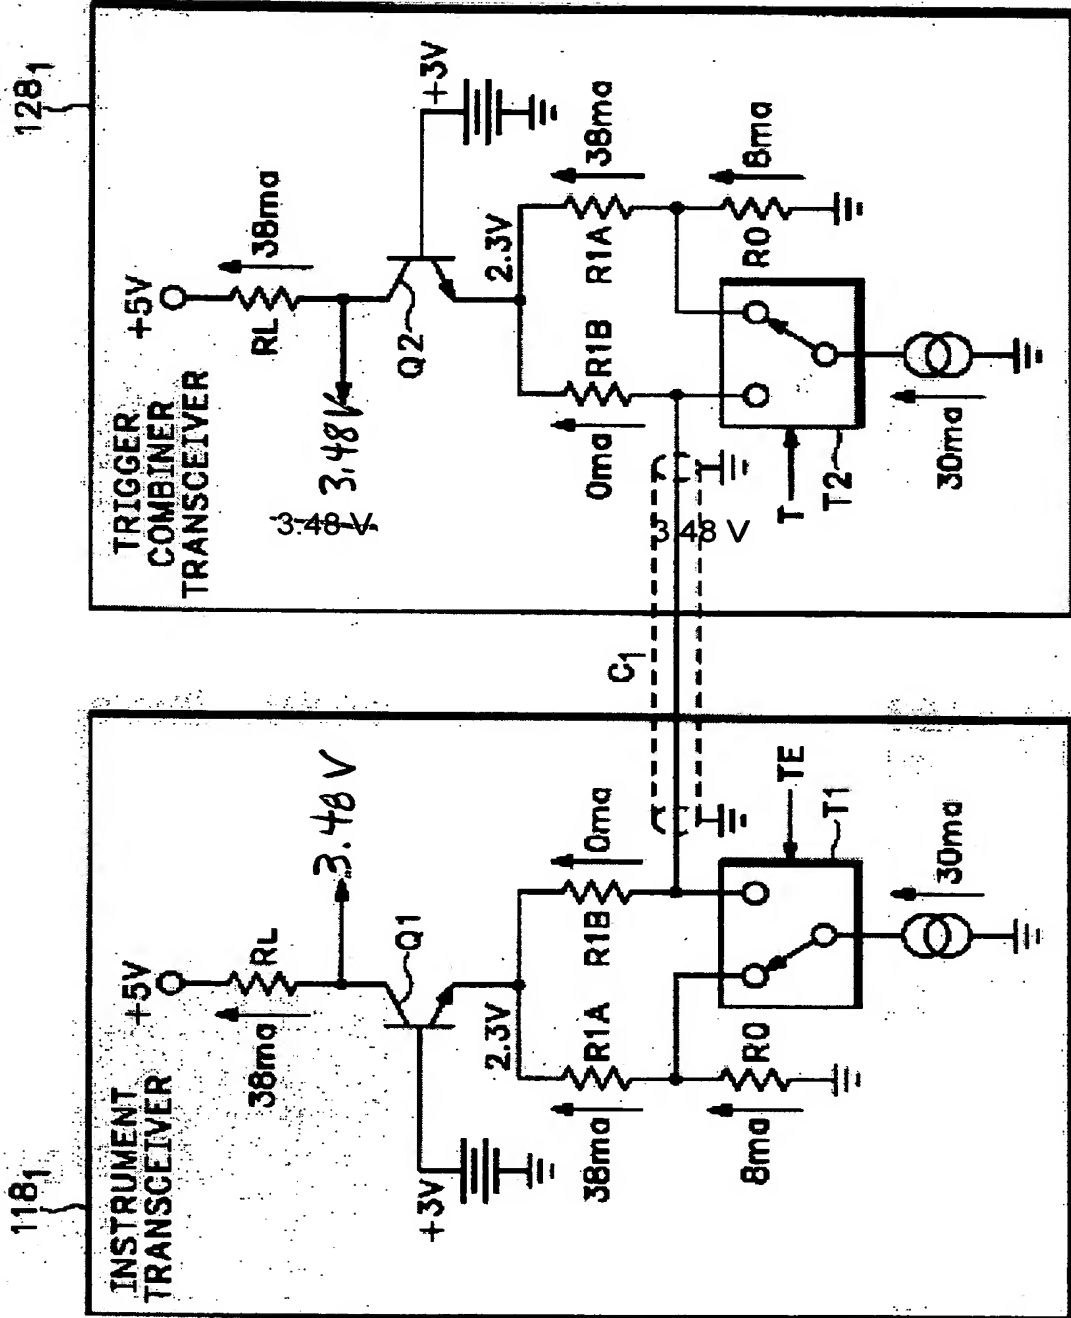 118₁
INSTRUMENT
TRANSCEIVER
+5V
RL
38ma
3.48 V
Q1
+3V
2.3V
38ma
R1A
R1B
0ma
8ma
R0
TE
T1
30ma
C₁
128₁
TRIGGER
COMBINER
TRANSCEIVER
+5V
RL
38ma
3.48 V
3.48 V
Q2
+3V
2.3V
0ma
R1B
R1A
38ma
3.48 V
R0
8ma
T
T2
30ma